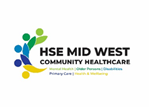 HSE MID WEST
COMMUNITY HEALTHCARE
Mental Health | Older Persons | Disabilities
Primary Care | Health & Wellbeing